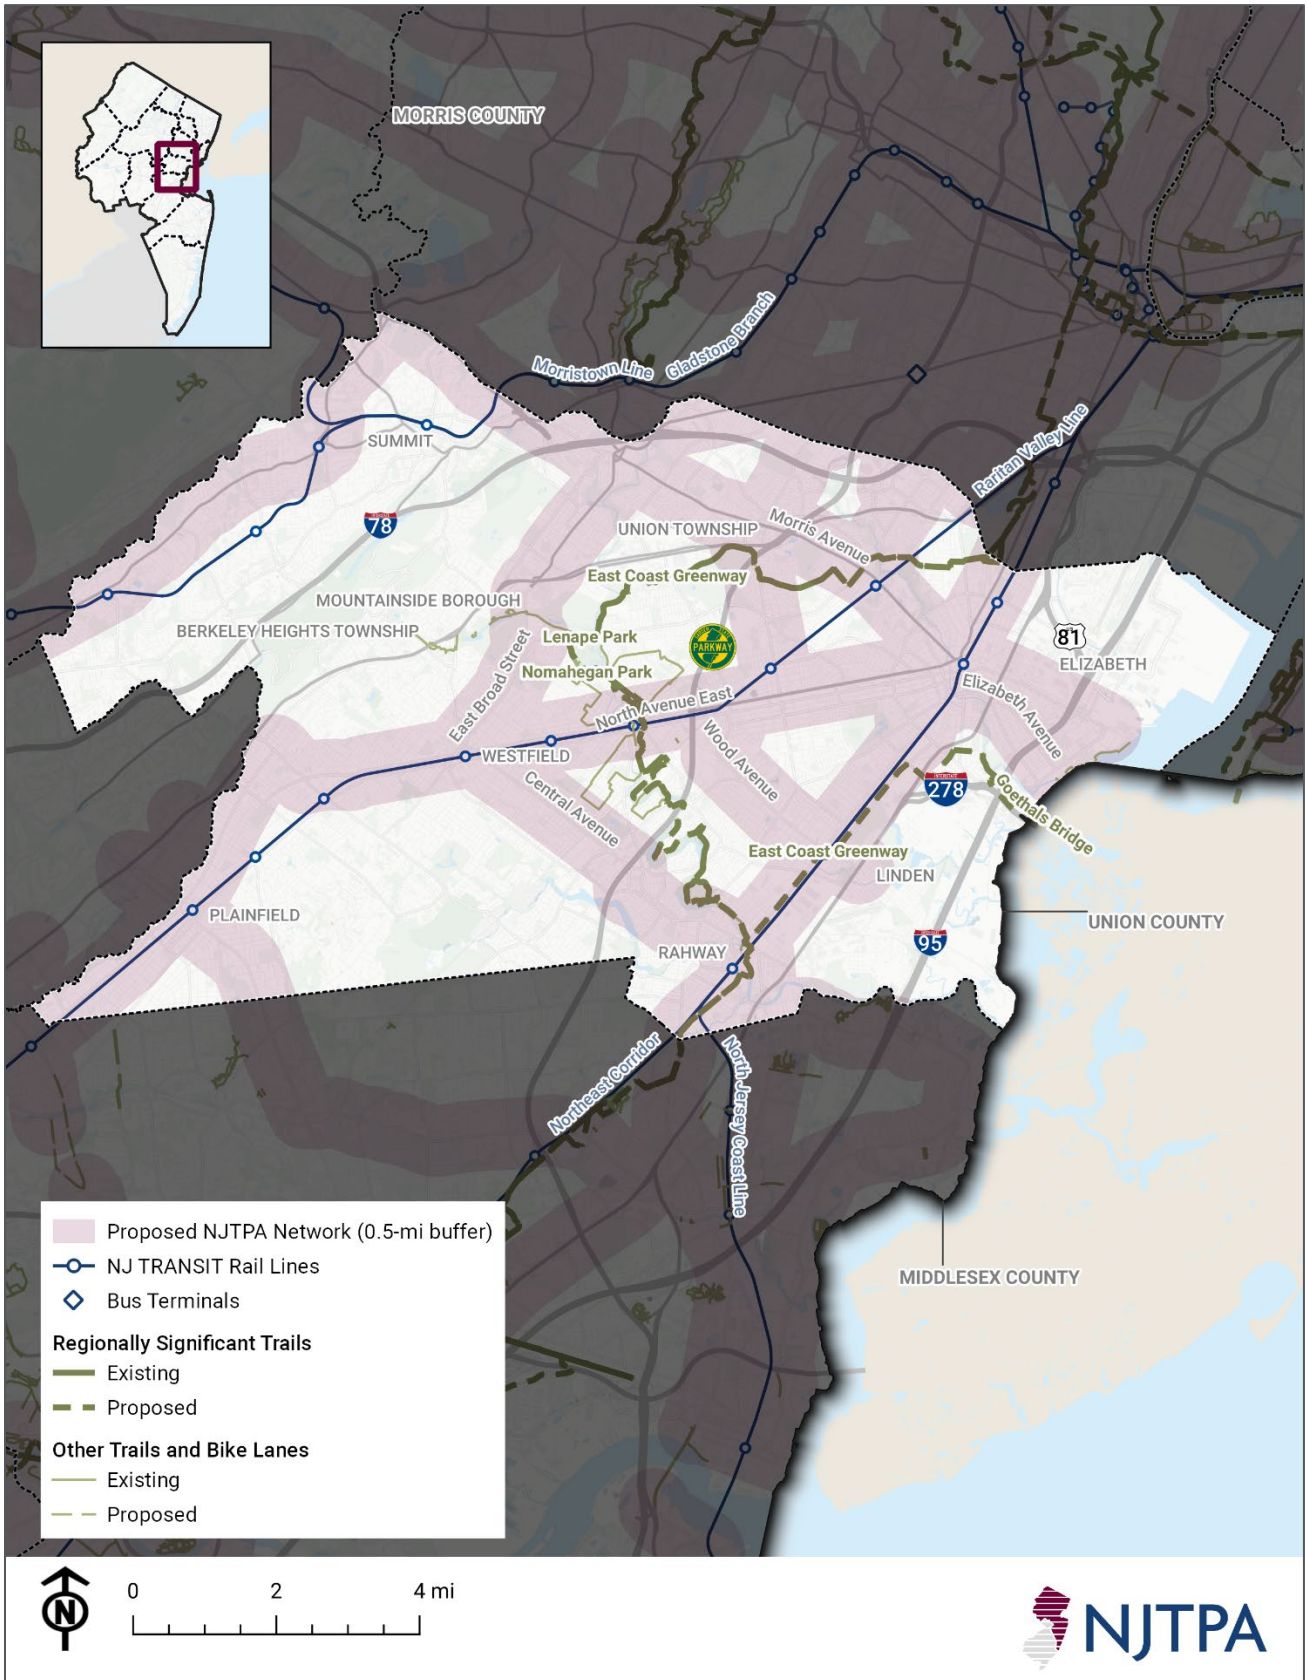 MORRIS COUNTY
Morristown Line
Gladstone Branch
Raritan Valley Line
SUMMIT
78
UNION TOWNSHIP
Morris Avenue
East Coast Greenway
MOUNTAINSIDE BOROUGH
BERKELEY HEIGHTS TOWNSHIP
Lenape Park
PARKWAY
81
ELIZABETH
Nomahegan Park
East Broad Street
North Avenue East
Elizabeth Avenue
WESTFIELD
Wood Avenue
Central Avenue
278
Goethals Bridge
East Coast Greenway
LINDEN
PLAINFIELD
UNION COUNTY
95
RAHWAY
Northeast Corridor
North Jersey Coast Line
MIDDLESEX COUNTY
Proposed NJTPA Network (0.5-mi buffer)
NJ TRANSIT Rail Lines
Bus Terminals
Regionally Significant Trails
Existing
Proposed
Other Trails and Bike Lanes
Existing
Proposed
N
0 2 4 mi
NJTPA